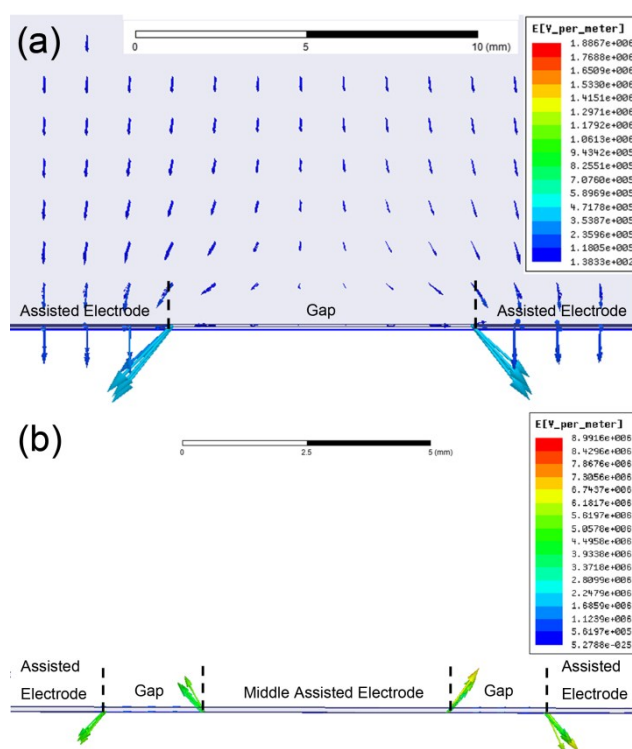 (a)
0 5 10 (mm)
E[V_per_meter]
1.8867e+006
1.7688e+006
1.6509e+006
1.5330e+006
1.4151e+006
1.2971e+006
1.1792e+006
1.0613e+006
9.4342e+005
8.2551e+005
7.0760e+005
5.8969e+005
4.7178e+005
3.5387e+005
2.3596e+005
1.1805e+005
1.3833e+002
Assisted Electrode Gap Assisted Electrode
(b)
0 2.5 5 (mm)
E[V_per_meter]
8.9916e+006
8.4296e+006
7.8676e+006
7.3056e+006
6.7437e+006
6.1817e+006
5.6197e+006
5.0578e+006
4.4958e+006
3.9338e+006
3.3718e+006
2.8099e+006
2.2479e+006
1.6859e+006
1.1239e+006
5.6197e+005
5.2788e-025
Assisted Electrode
Gap
Middle Assisted Electrode
Gap
Assisted Electrode